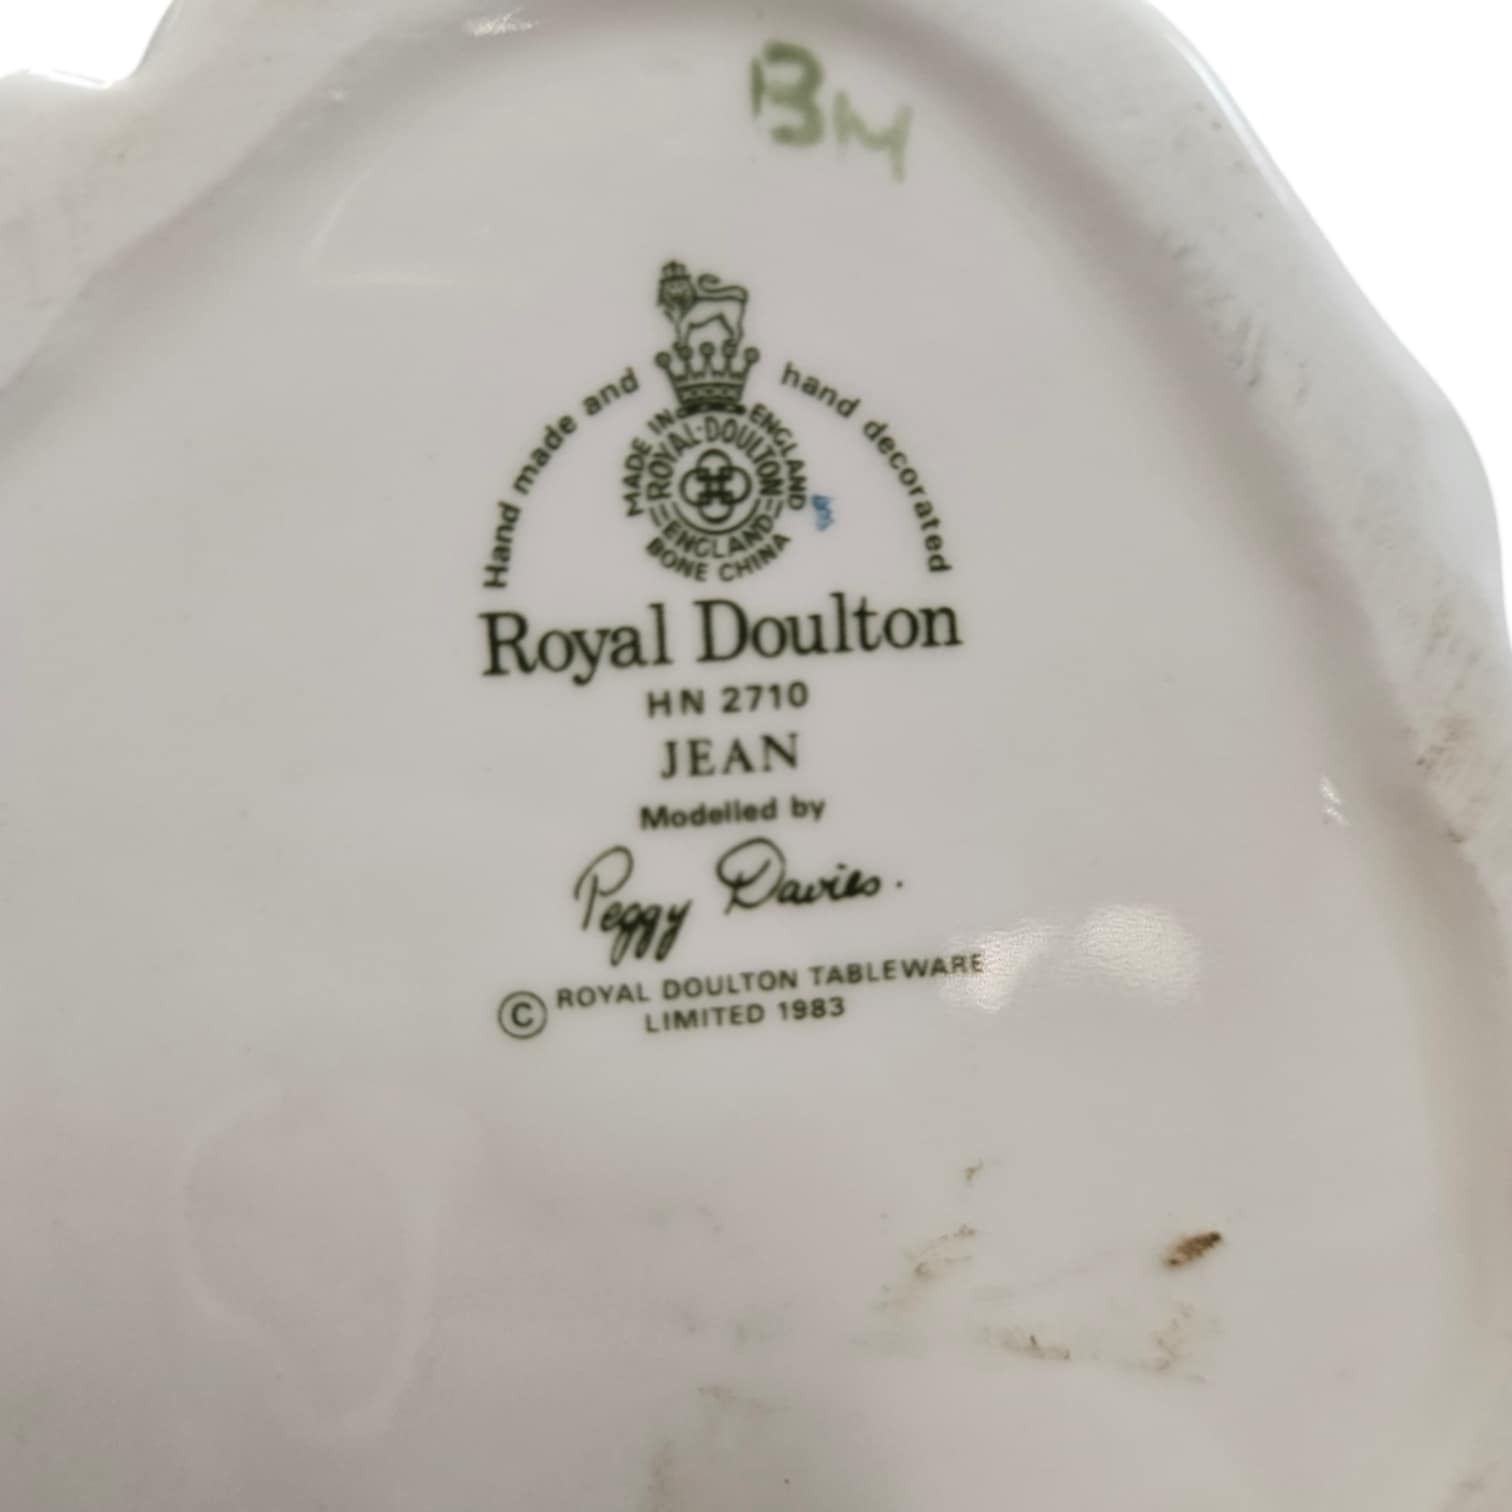 BM
Hand made and hand decorated
MADE IN ENGLAND
ROYAL·DOULTON
ENGLAND
BONE CHINA
Royal Doulton
HN 2710
JEAN
Modelled by
Peggy Davies.
© ROYAL DOULTON TABLEWARE
LIMITED 1983